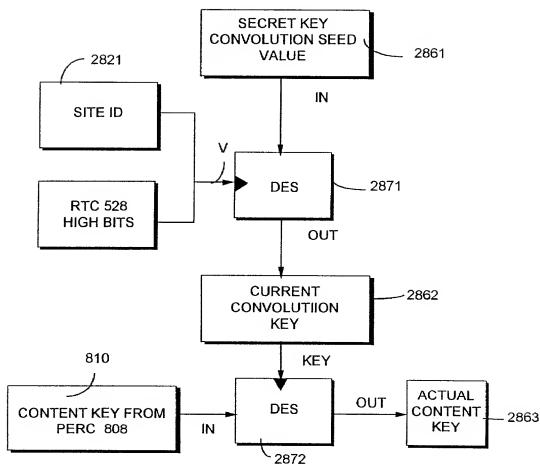 SECRET KEY
CONVOLUTION SEED
VALUE
2861
2821
IN
SITE ID
V
DES
2871
RTC 528
HIGH BITS
OUT
CURRENT
CONVOLUTIION
KEY
2862
KEY
810
CONTENT KEY FROM
PERC 808
IN
DES
OUT
ACTUAL
CONTENT
KEY
2863
2872